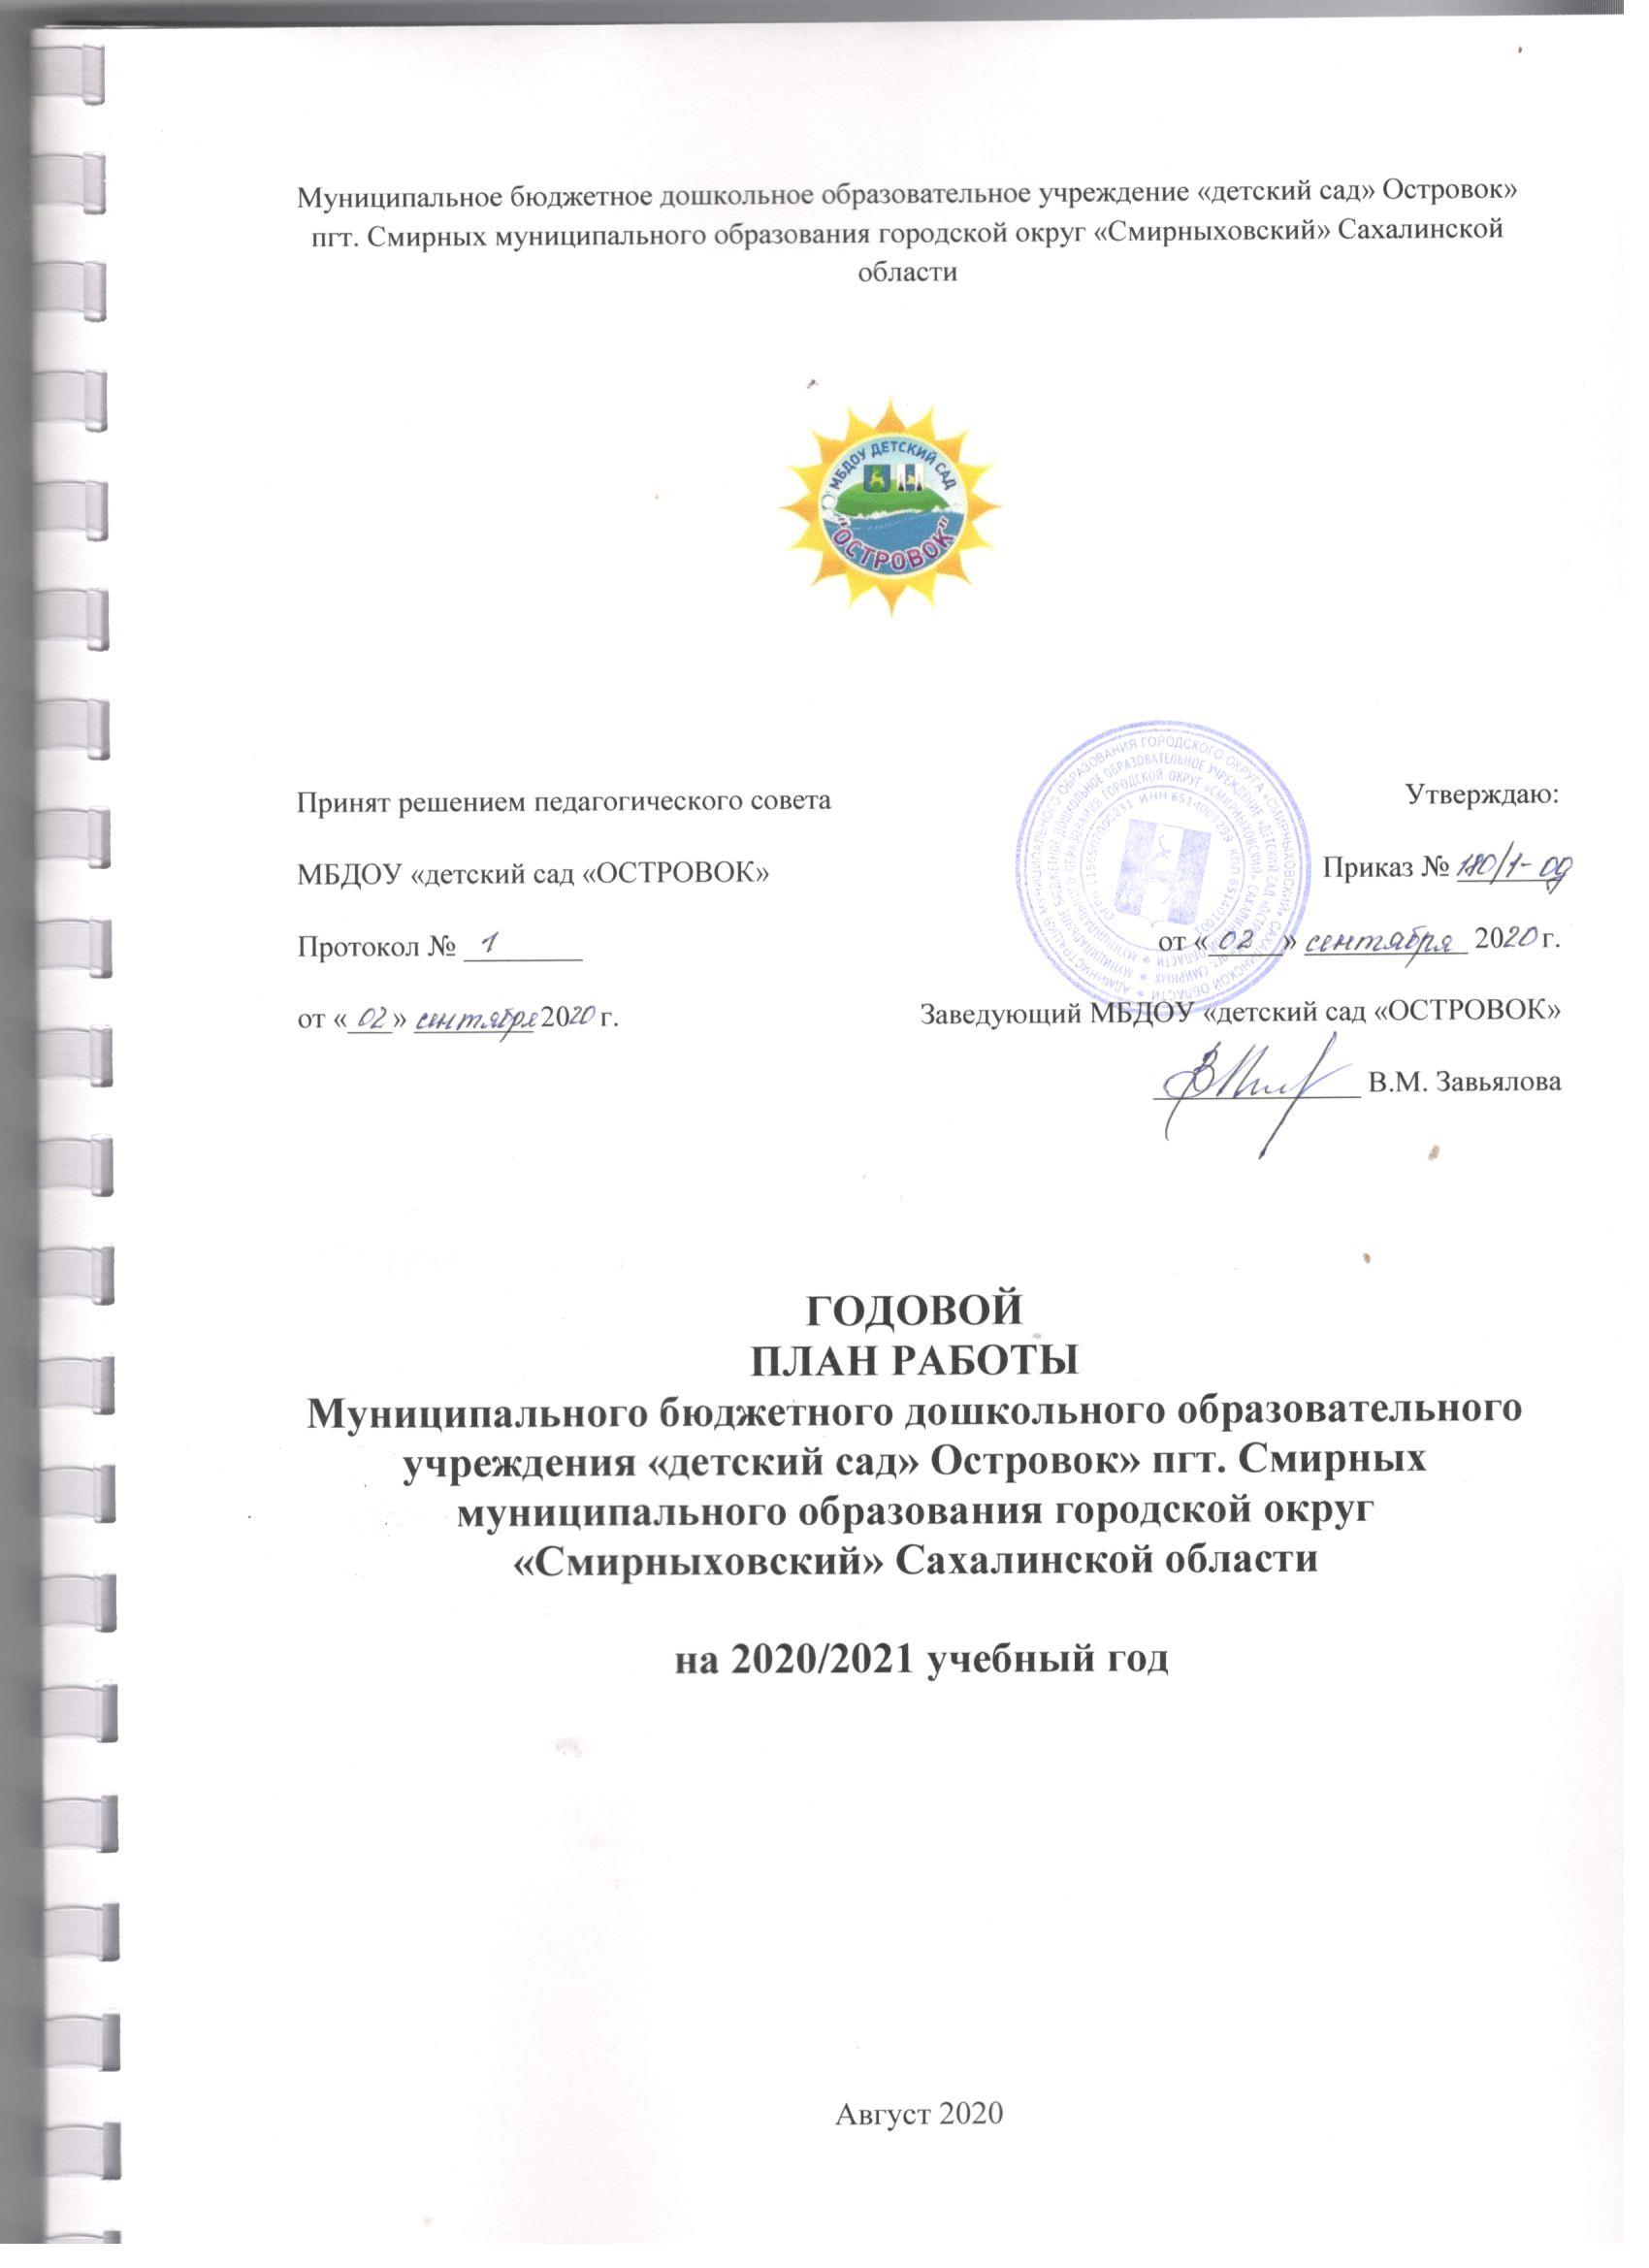 Муниципальное бюджетное дошкольное образовательное учреждение «детский сад» Островок»
пгт. Смирных муниципального образования городской округ «Смирныховский» Сахалинской
области
МБДОУ ДЕТСКИЙ САД
"ОСТРОВОК"
Принят решением педагогического совета
МБДОУ «детский сад «ОСТРОВОК»
Протокол № 1
от «02» сентября 2020 г.
Утверждаю:
Приказ № 180/1-од
от «02» сентября 2020 г.
Заведующий МБДОУ «детский сад «ОСТРОВОК»
В.М. Завьялова
ГОДОВОЙ
ПЛАН РАБОТЫ
Муниципального бюджетного дошкольного образовательного
учреждения «детский сад» Островок» пгт. Смирных
муниципального образования городской округ
«Смирныховский» Сахалинской области
на 2020/2021 учебный год
Август 2020